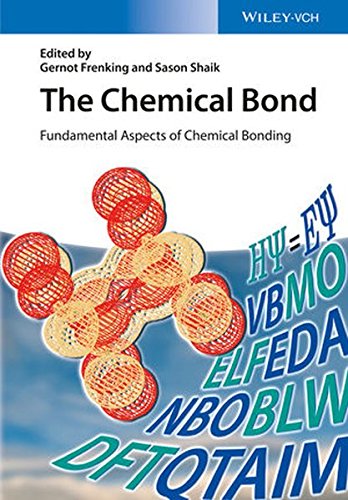 WILEY-VCH
Edited by
Gernot Frenking and Sason Shaik
The Chemical Bond
Fundamental Aspects of Chemical Bonding
HΨ=EΨ
VBMO
ELFEDA
NBOBLW
DFTQTAIM